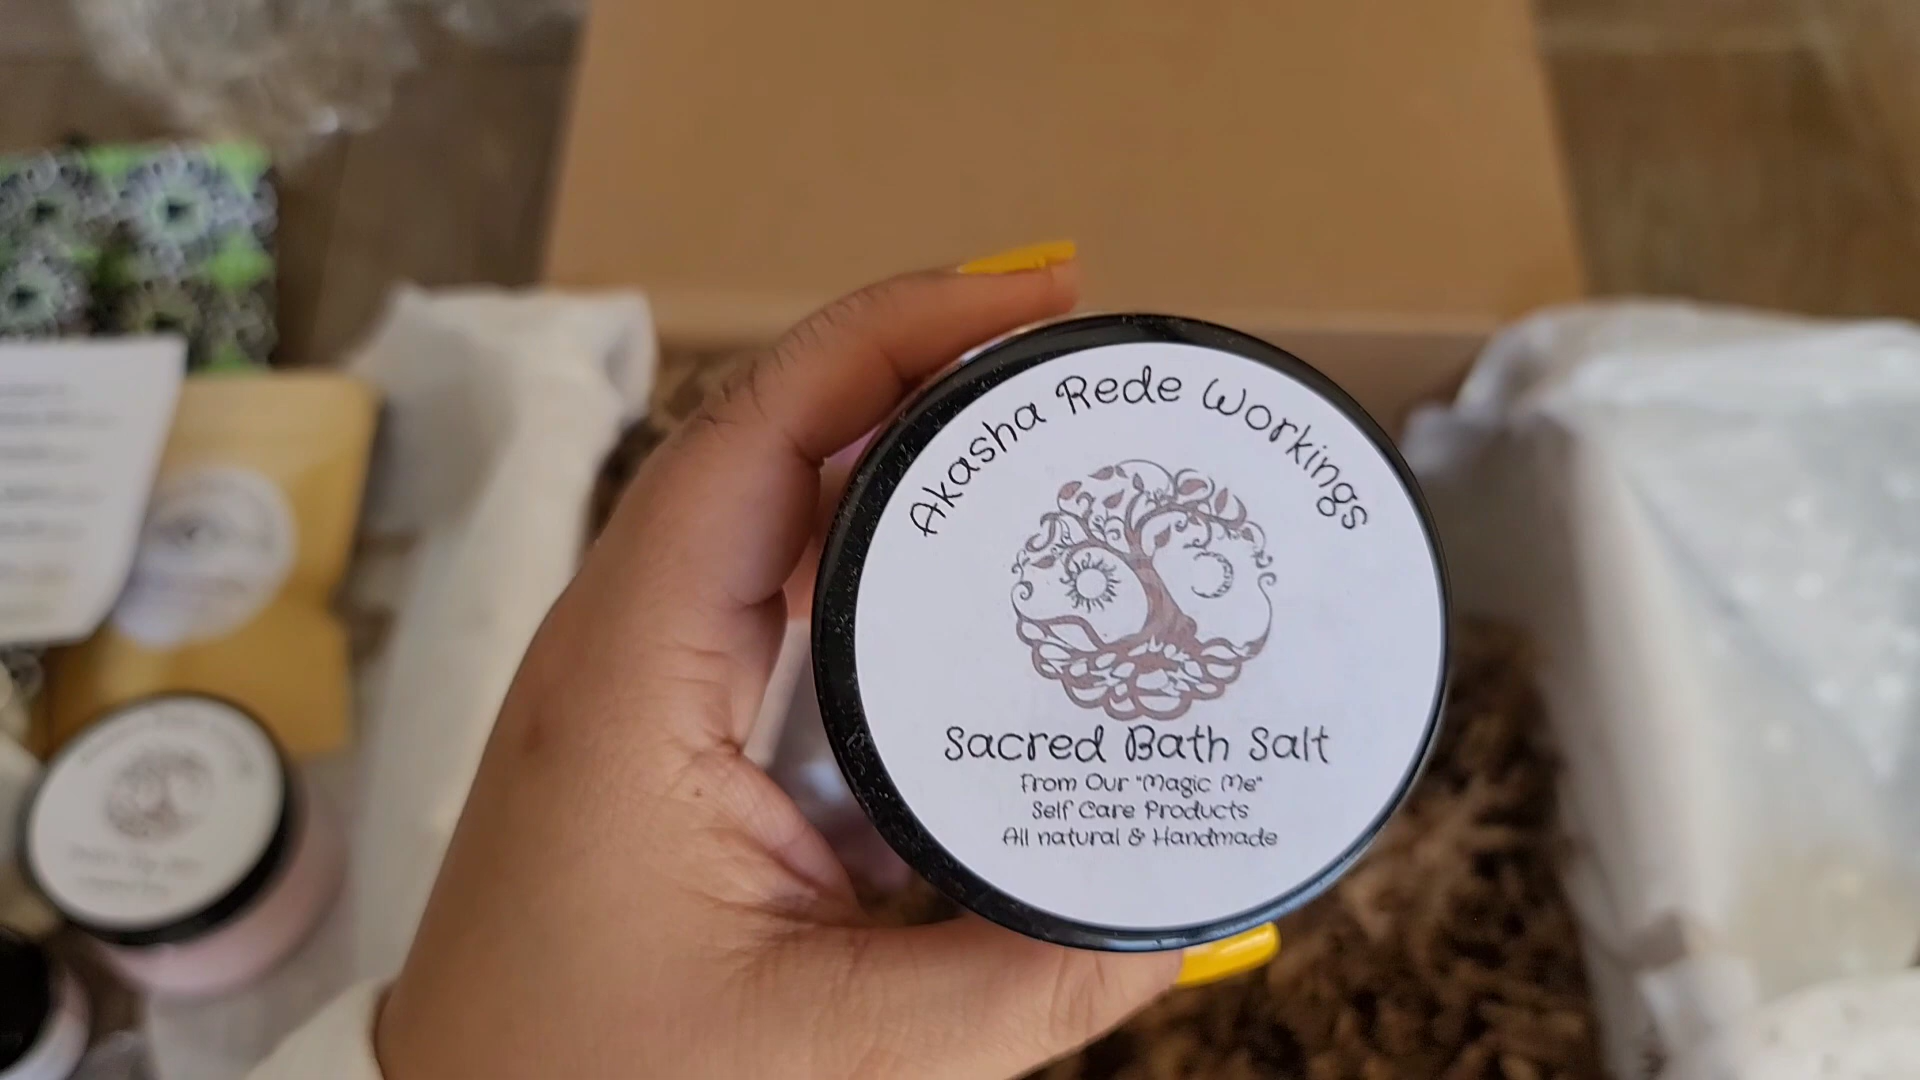 Akasha Rede Workings
Sacred Bath Salt
From Our "Magic Me"
Self Care Products
All natural & Handmade